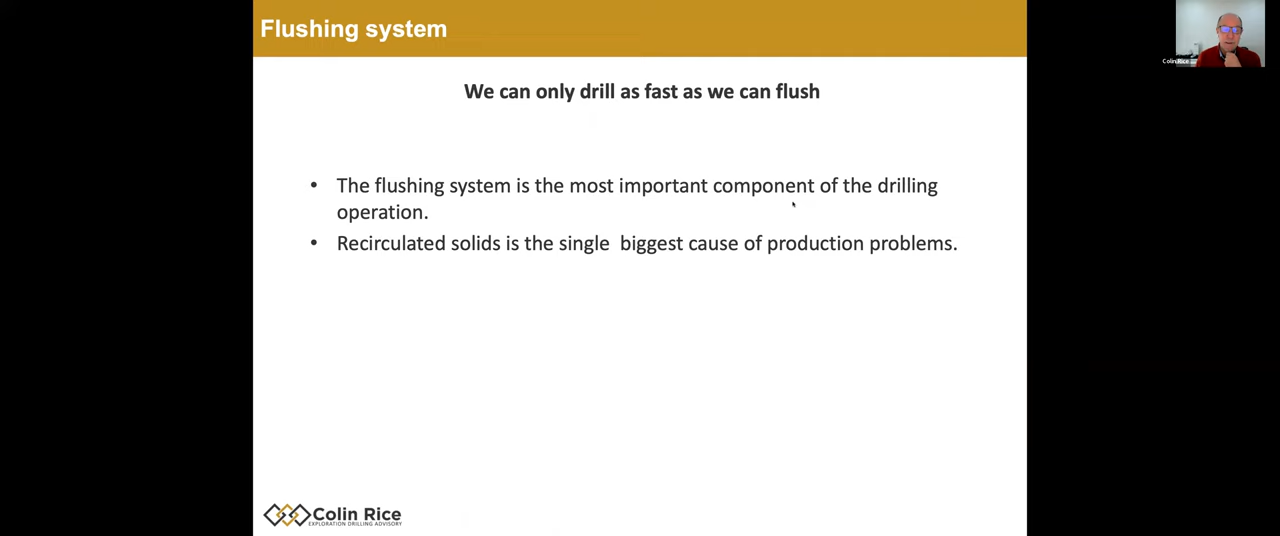 Flushing system
Colin Rice
We can only drill as fast as we can flush
• The flushing system is the most important component of the drilling
operation.
• Recirculated solids is the single  biggest cause of production problems.
Colin Rice
EXPLORATION DRILLING ADVISORY